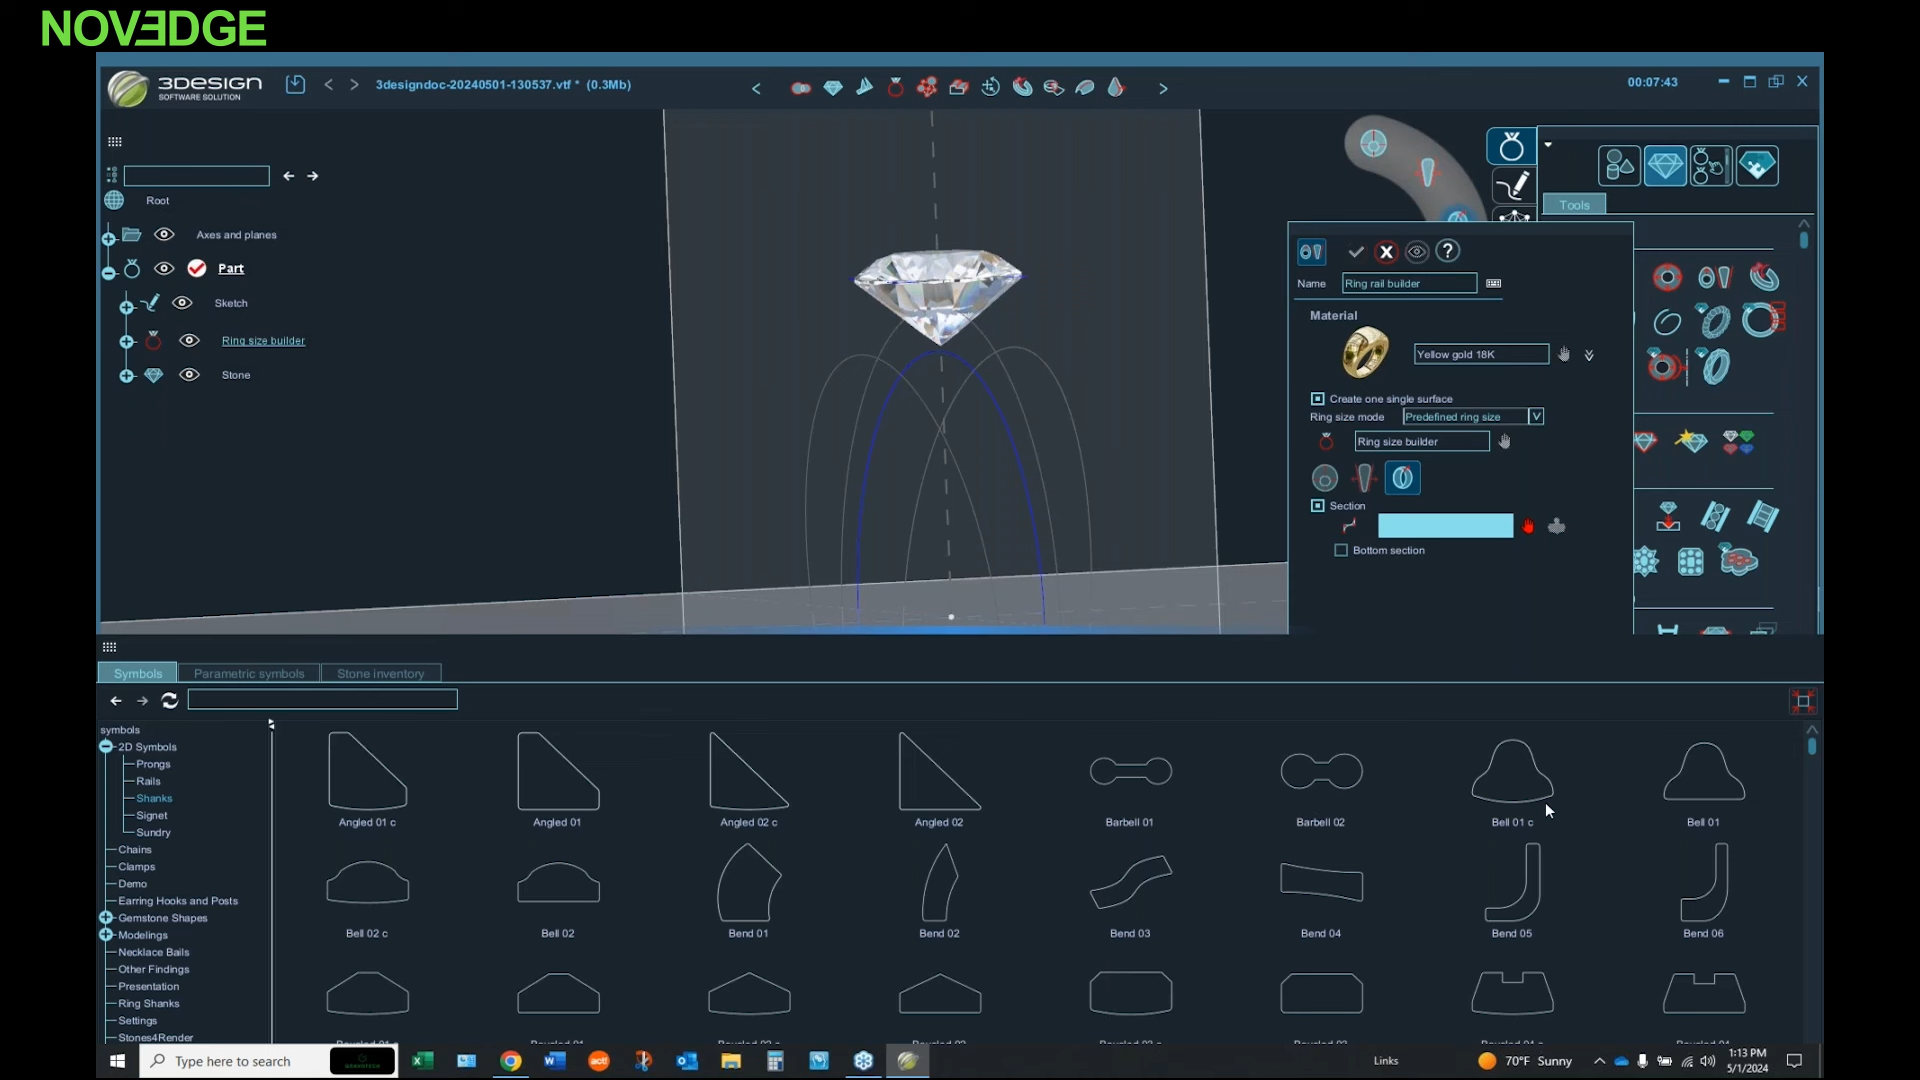 NOVEDGE
3DESIGN
SOFTWARE SOLUTION
3designdoc-20240501-130537.vtf * (0.3Mb)
00:07:43
Root
Axes and planes
Part
Sketch
Ring size builder
Stone
Tools
Name
Ring rail builder
Material
Yellow gold 18K
Create one single surface
Ring size mode
Predefined ring size
Ring size builder
Section
Bottom section
Symbols
Parametric symbols
Stone inventory
symbols
2D Symbols
Prongs
Rails
Shanks
Signet
Sundry
Chains
Clamps
Demo
Earring Hooks and Posts
Gemstone Shapes
Modelings
Necklace Bails
Other Findings
Presentation
Ring Shanks
Settings
Stones4Render
Angled 01 c
Angled 01
Angled 02 c
Angled 02
Barbell 01
Barbell 02
Bell 01 c
Bell 01
Bell 02 c
Bell 02
Bend 01
Bend 02
Bend 03
Bend 04
Bend 05
Bend 06
Type here to search
act!
Links
70°F Sunny
1:13 PM
5/1/2024